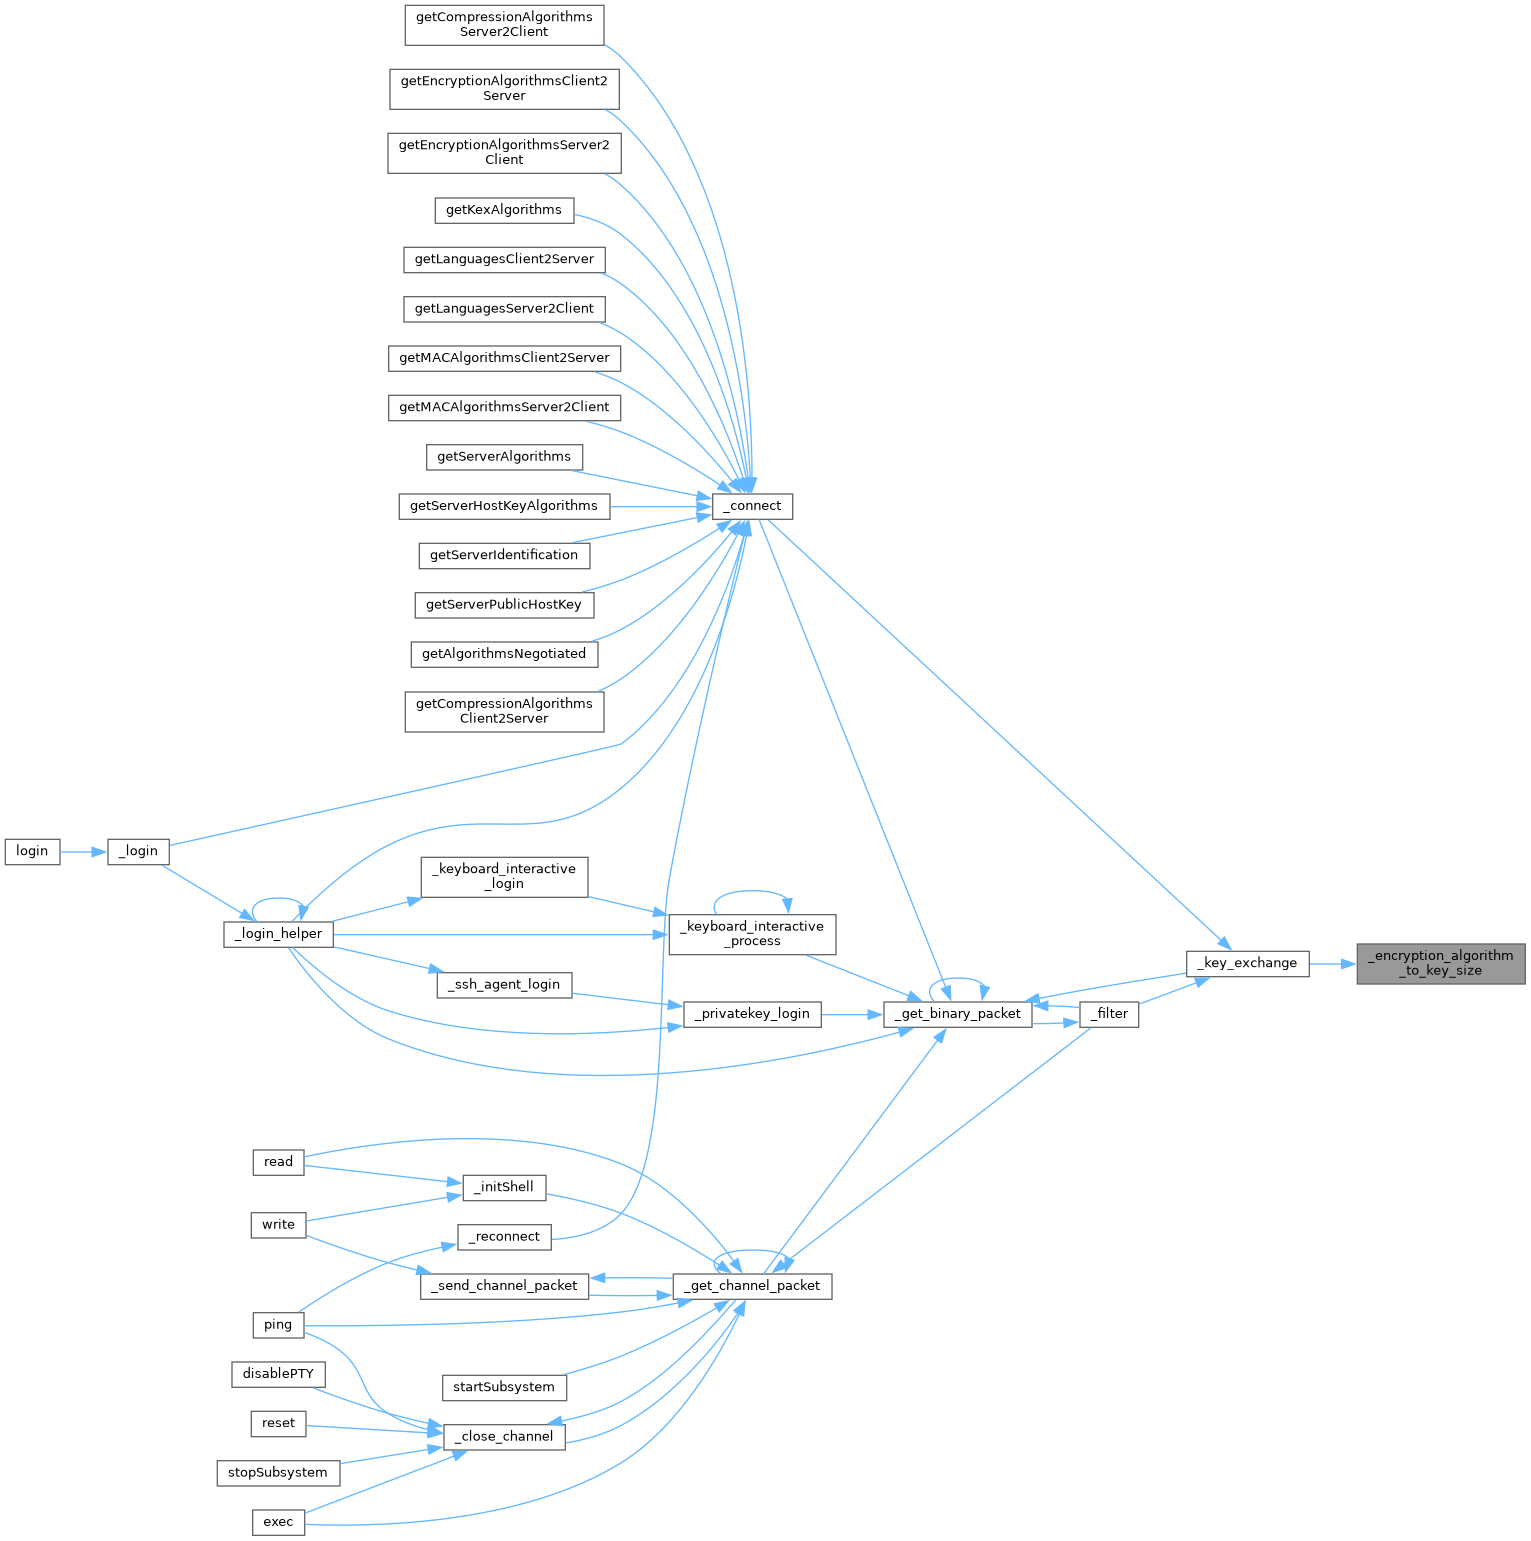 getCompressionAlgorithms
Server2Client
getEncryptionAlgorithmsClient2
Server
getEncryptionAlgorithmsServer2
Client
getKexAlgorithms
getLanguagesClient2Server
getLanguagesServer2Client
getMACAlgorithmsClient2Server
getMACAlgorithmsServer2Client
getServerAlgorithms
getServerHostKeyAlgorithms
_connect
getServerIdentification
getServerPublicHostKey
getAlgorithmsNegotiated
getCompressionAlgorithms
Client2Server
login
_login
_keyboard_interactive
_login
_login_helper
_keyboard_interactive
_process
_ssh_agent_login
_privatekey_login
_get_binary_packet
_key_exchange
_filter
_encryption_algorithm
_to_key_size
read
_initShell
write
_reconnect
_send_channel_packet
_get_channel_packet
ping
disablePTY
startSubsystem
reset
_close_channel
stopSubsystem
exec